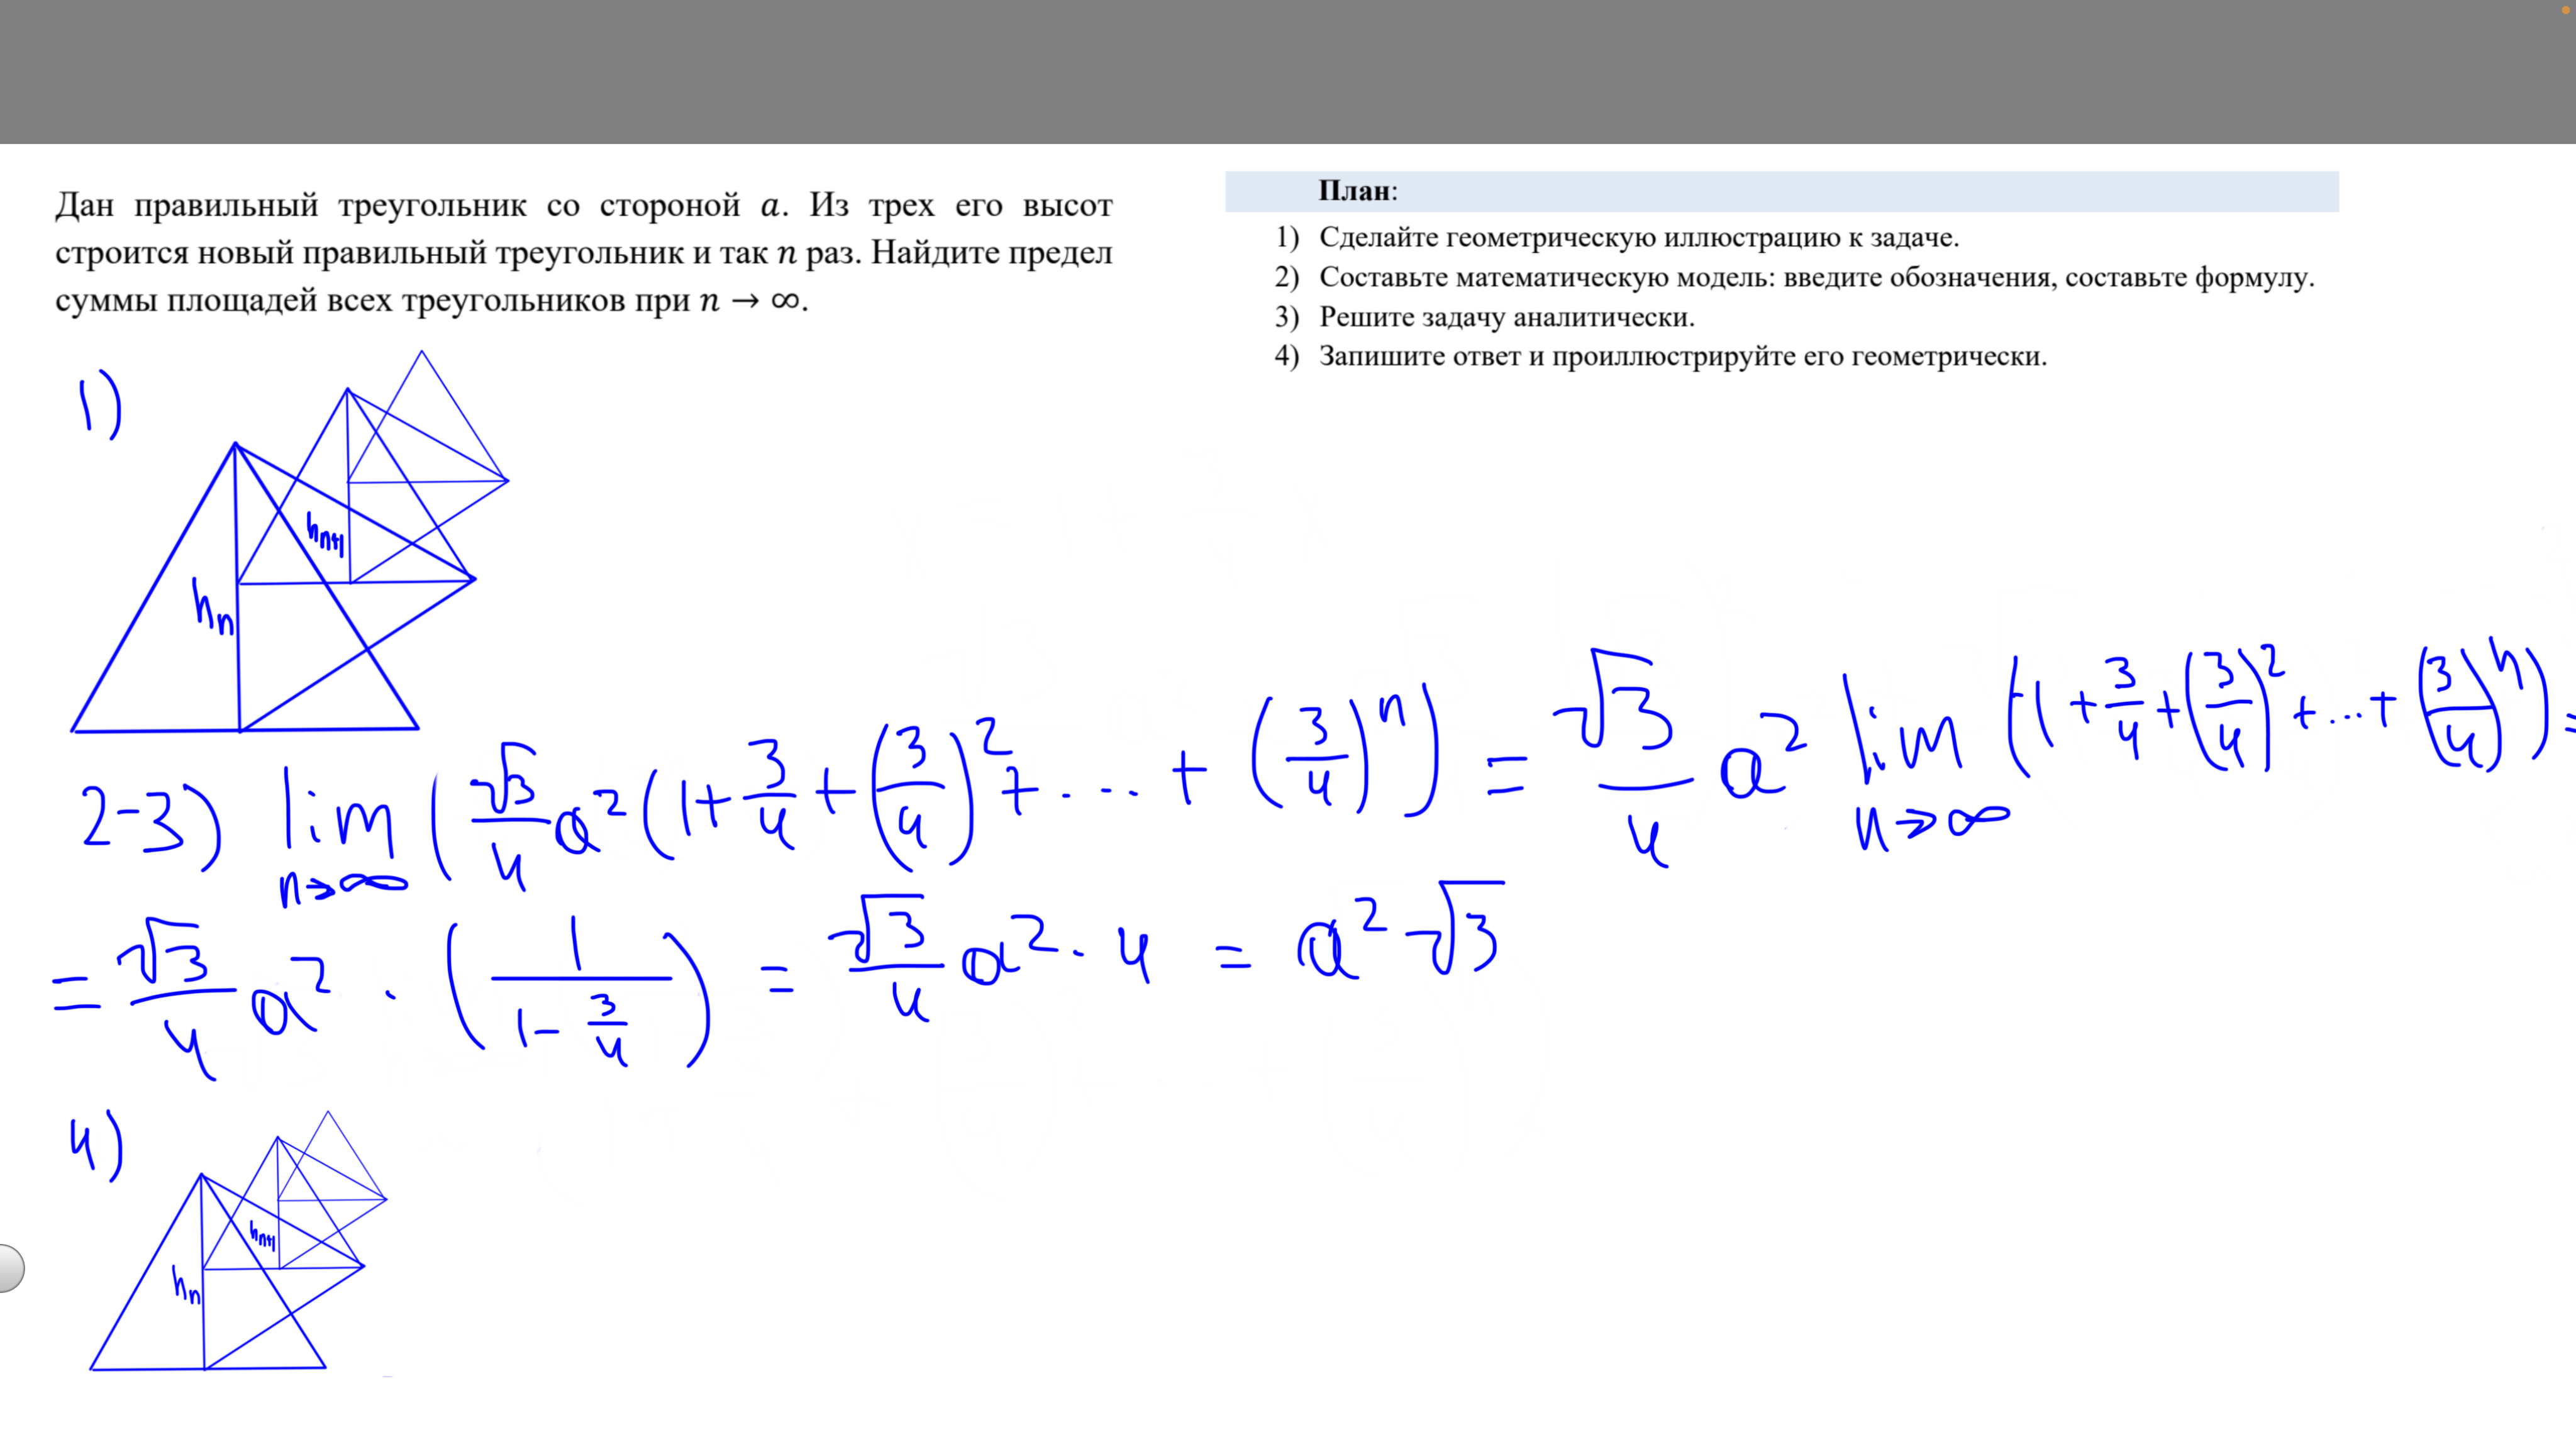 Дан правильный треугольник со стороной a. Из трех его высот
строится новый правильный треугольник и так n раз. Найдите предел
суммы площадей всех треугольников при n → ∞.
План:
1) Сделайте геометрическую иллюстрацию к задаче.
2) Составьте математическую модель: введите обозначения, составьте формулу.
3) Решите задачу аналитически.
4) Запишите ответ и проиллюстрируйте его геометрически.
1)
hₙ₊₁
hₙ
2-3) lim n→∞ (√3/4 a² (1 + 3/4 + (3/4)² + ... + (3/4)ⁿ) = √3/4 a² lim n→∞ (1 + 3/4 + (3/4)² + ... + (3/4)ⁿ) =
= √3/4 a² · (1/(1 - 3/4)) = √3/4 a² · 4 = a² √3
4)
hₙ₊₁
hₙ